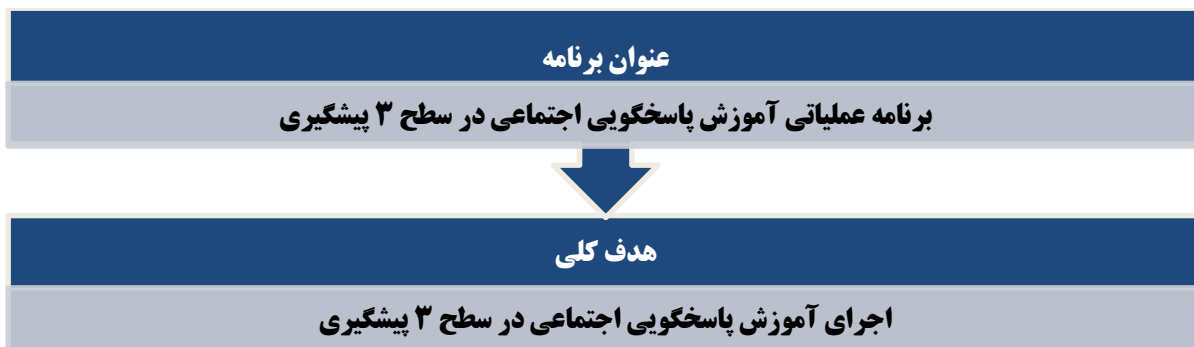 عنوان برنامه
برنامه عملیاتی آموزش پاسخگویی اجتماعی در سطح ۳ پیشگیری
هدف کلی
اجرای آموزش پاسخگویی اجتماعی در سطح ۳ پیشگیری